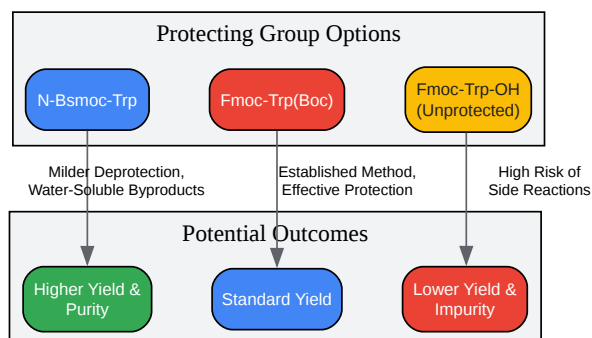 Protecting Group Options
N-Bsmoc-Trp
Fmoc-Trp(Boc)
Fmoc-Trp-OH
(Unprotected)
Milder Deprotection,
Water-Soluble Byproducts
Established Method,
Effective Protection
High Risk of
Side Reactions
Potential Outcomes
Higher Yield &
Purity
Standard Yield
Lower Yield &
Impurity